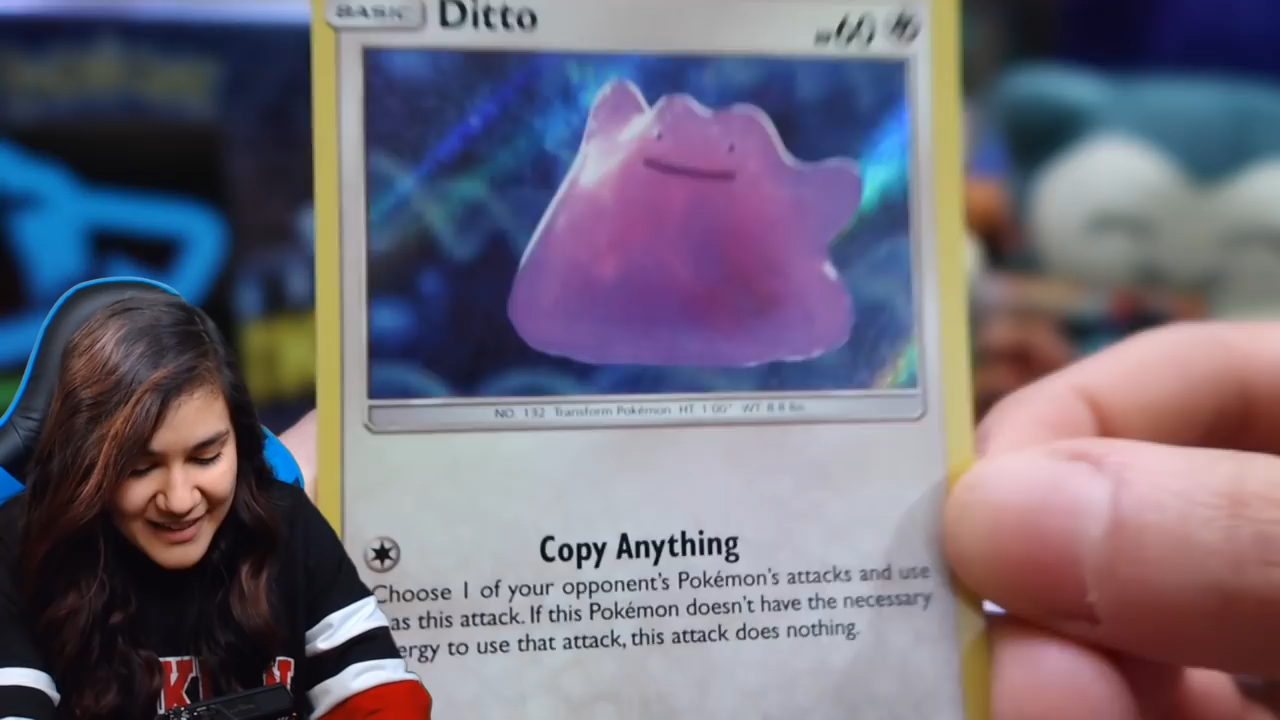 BASIC Ditto
NO. 132 Transform Pokémon HT 1'00" WT 8.8 lbs
Copy Anything
Choose 1 of your opponent's Pokémon's attacks and use
as this attack. If this Pokémon doesn't have the necessary
ergy to use that attack, this attack does nothing.